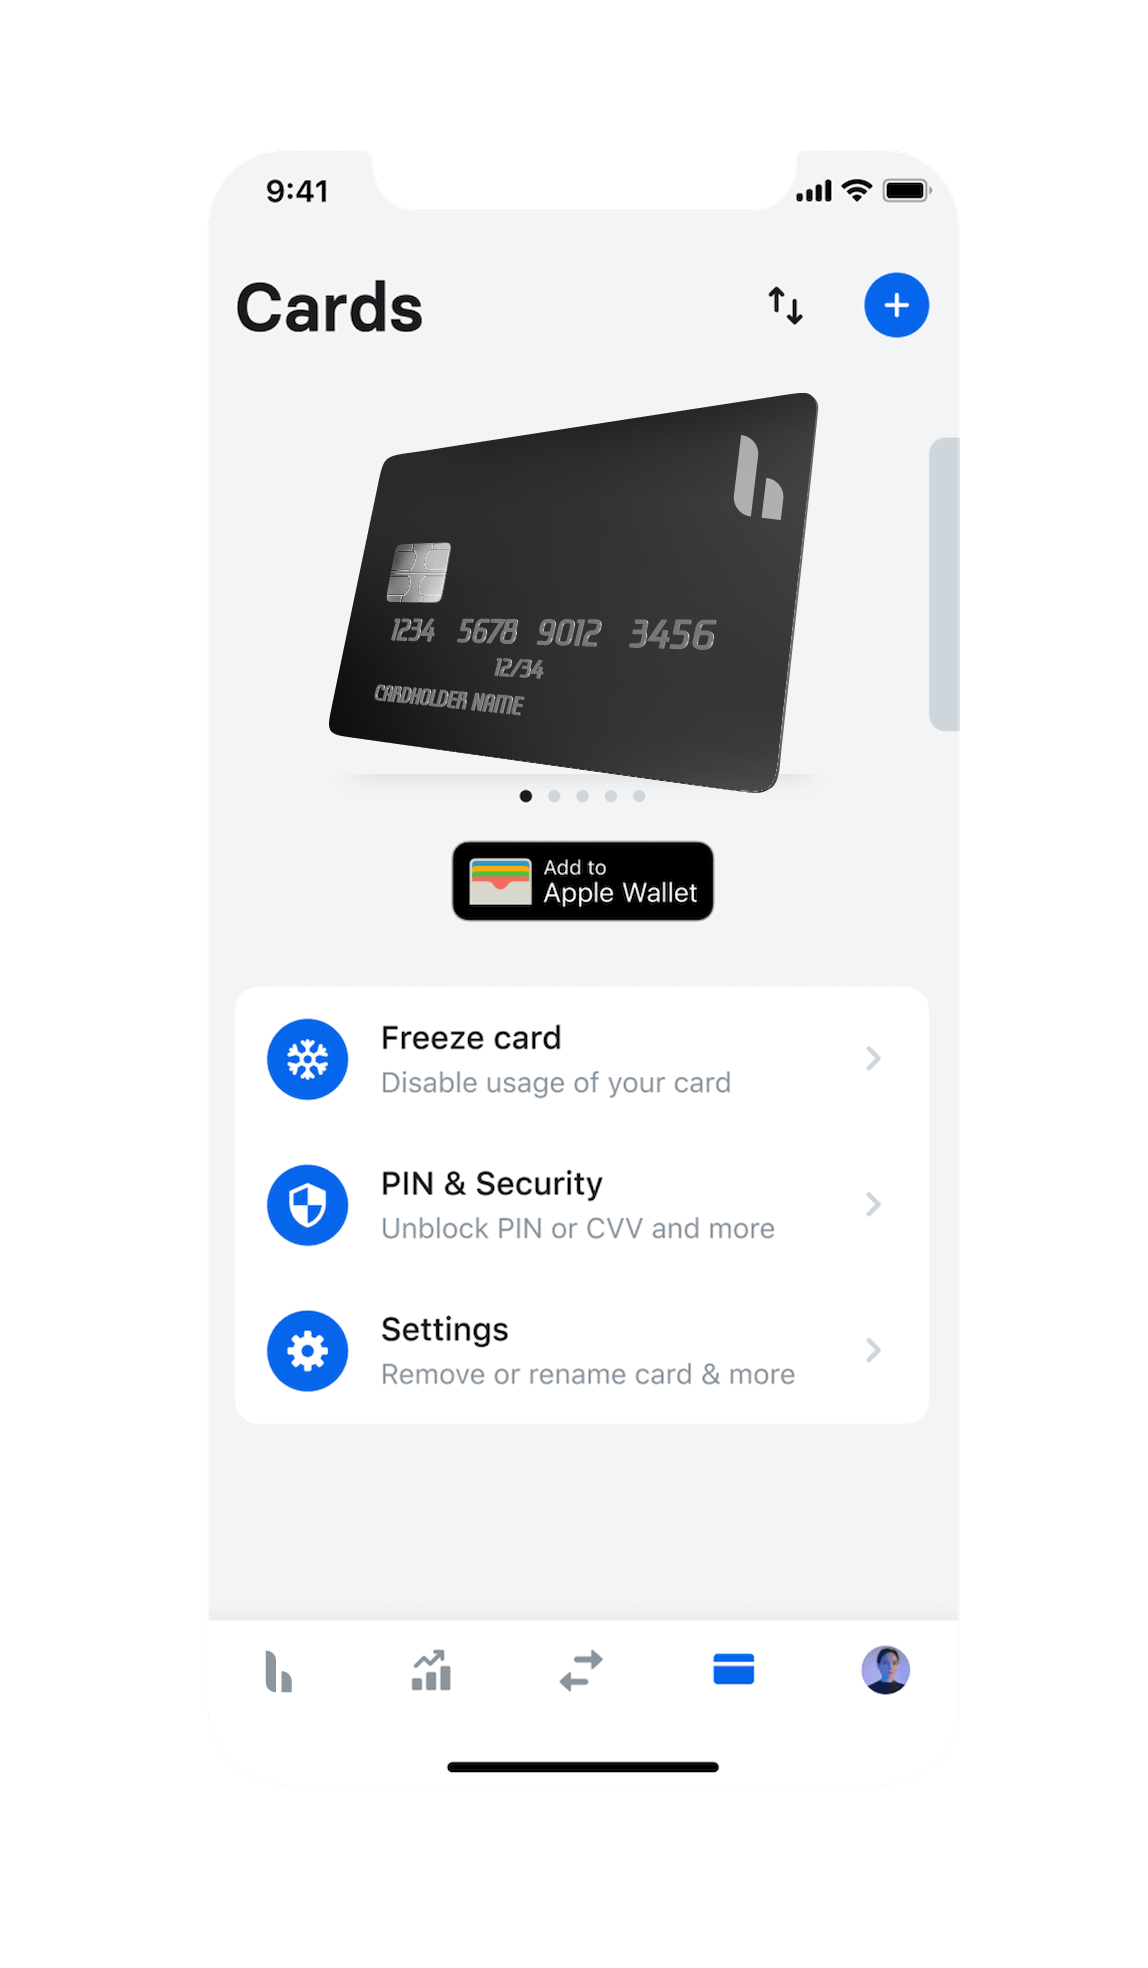 9:41
Cards
1234 5678 9012 3456
12/34
CARDHOLDER NAME
Add to
Apple Wallet
Freeze card
Disable usage of your card
PIN & Security
Unblock PIN or CVV and more
Settings
Remove or rename card & more